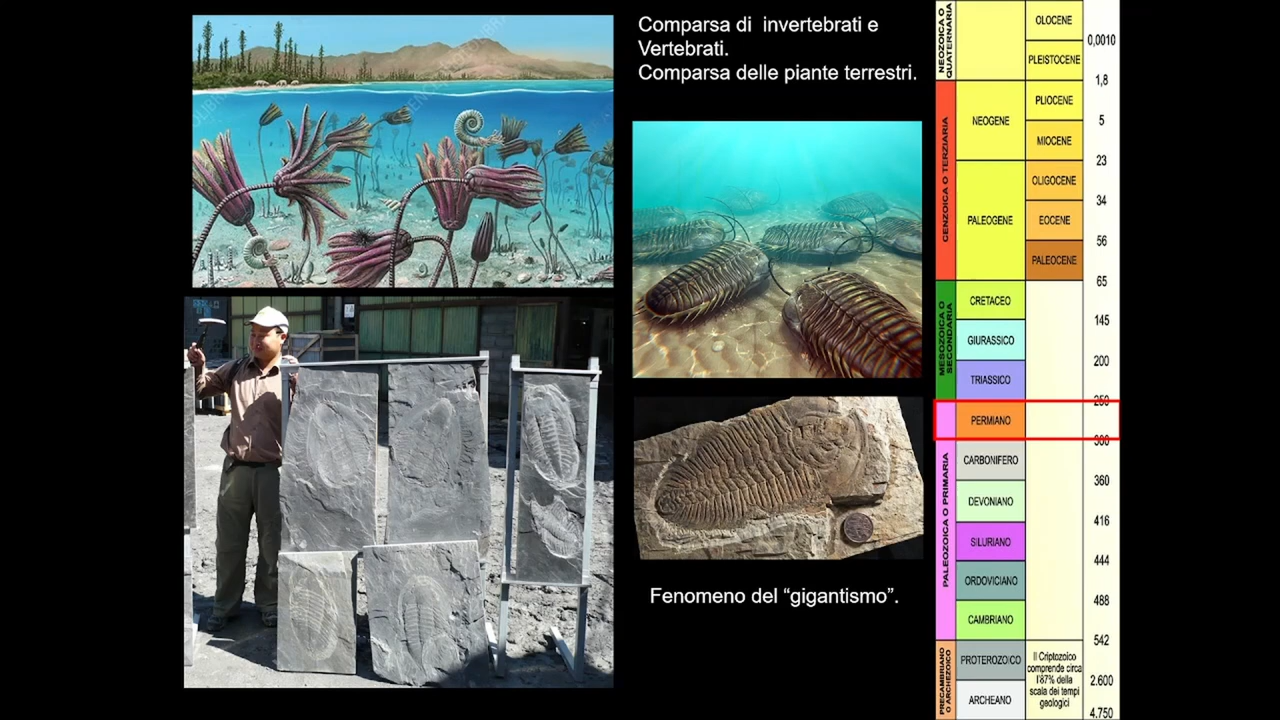 Comparsa di invertebrati e
Vertebrati.
Comparsa delle piante terrestri.
Fenomeno del “gigantismo”.
NEOZOICA O
QUATERNARIA
OLOCENE
0,0010
PLEISTOCENE
1,8
CENZOICA O TERZIARIA
NEOGENE
PLIOCENE
5
MIOCENE
23
PALEOGENE
OLIGOCENE
34
EOCENE
56
PALEOCENE
65
MESOZOICA O
SECONDARIA
CRETACEO
145
GIURASSICO
200
TRIASSICO
250
PALEOZOICA O PRIMARIA
PERMIANO
300
CARBONIFERO
360
DEVONIANO
416
SILURIANO
444
ORDOVICIANO
488
CAMBRIANO
542
PRECAMBRIANO
O ARCHEZOICO
PROTEROZOICO
Il Criptozoico
comprende circa
l'87% della
scala dei tempi
geologici
2.600
ARCHEANO
4.750